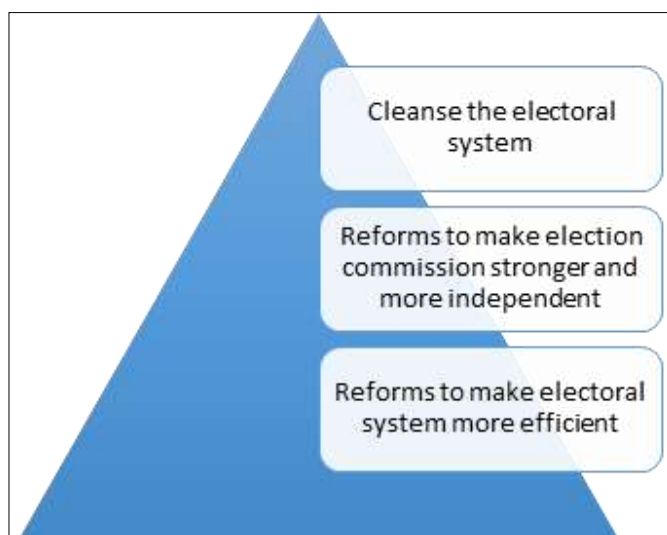 Cleanse the electoral
system
Reforms to make election
commission stronger and
more independent
Reforms to make electoral
system more efficient